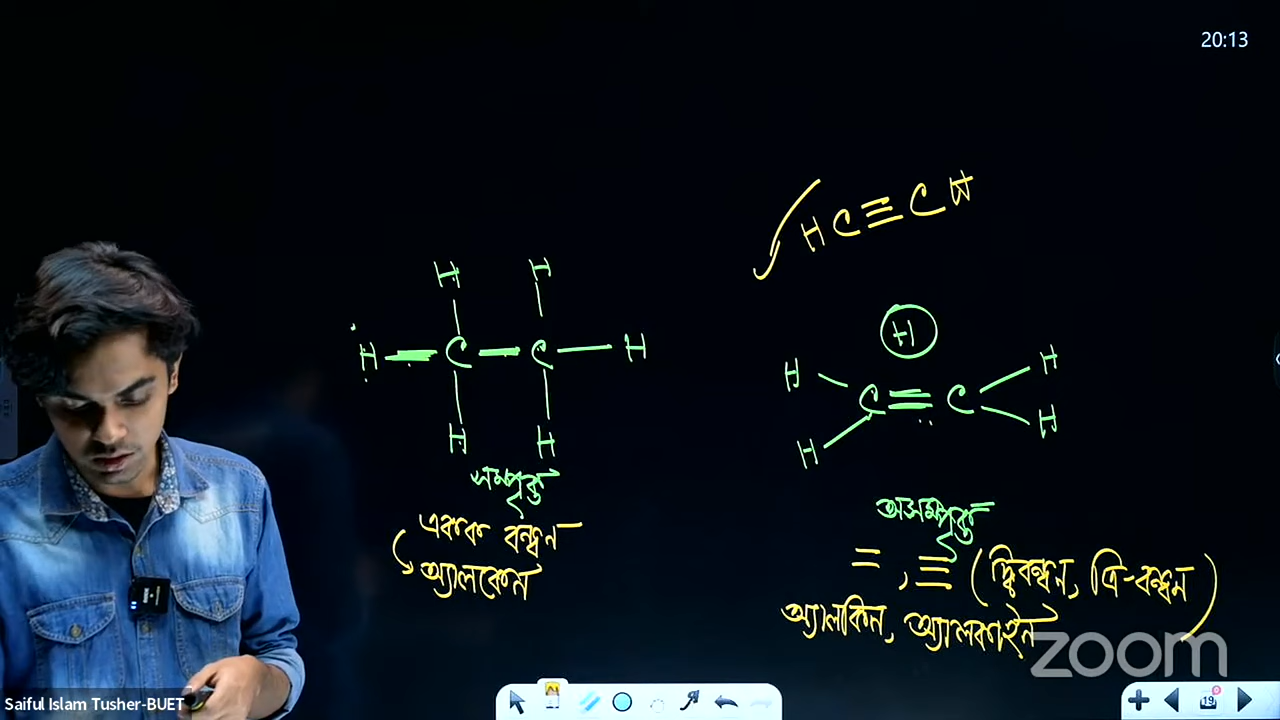 20:13
HC≡CH
H H
H
H C C H
H H
H C=C H
H H
সম্পৃক্ত
একক বন্ধন
অ্যালকেন
অসম্পৃক্ত
=, ≡ (দ্বিবন্ধন, ত্রি-বন্ধন)
অ্যালকিন, অ্যালকাইন
zoom
Saiful Islam Tusher-BUET
19